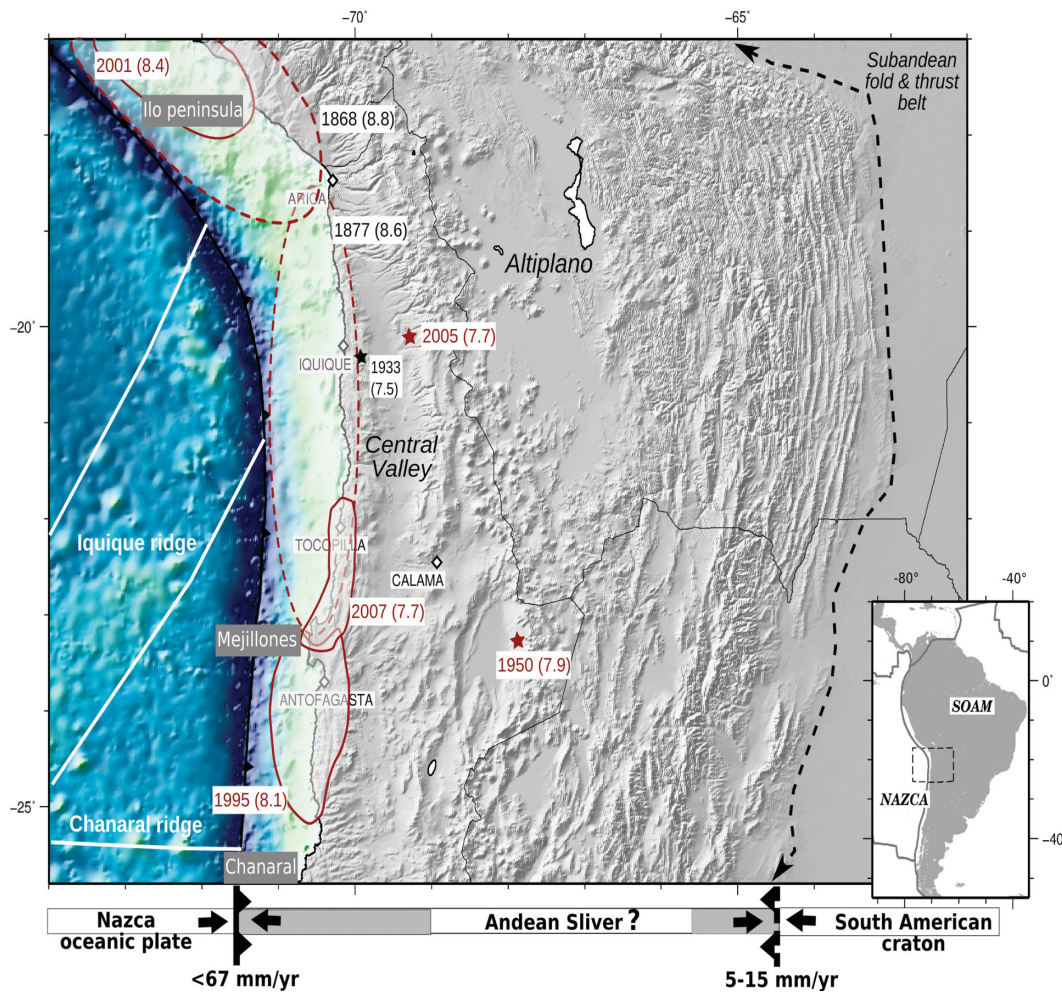 −70°
−65°
2001 (8.4)
Ilo peninsula
Subandean
fold & thrust
belt
1868 (8.8)
ARICA
1877 (8.6)
Altiplano
−20°
2005 (7.7)
IQUIQUE
1933
(7.5)
Central
Valley
Iquique ridge
TOCOPILLA
CALAMA
2007 (7.7)
Mejillones
1950 (7.9)
ANTOFAGASTA
−25°
1995 (8.1)
Chanaral ridge
Chanaral
−80°
−40°
0°
SOAM
NAZCA
−40°
Nazca
oceanic plate
Andean Sliver ?
South American
craton
<67 mm/yr
5-15 mm/yr